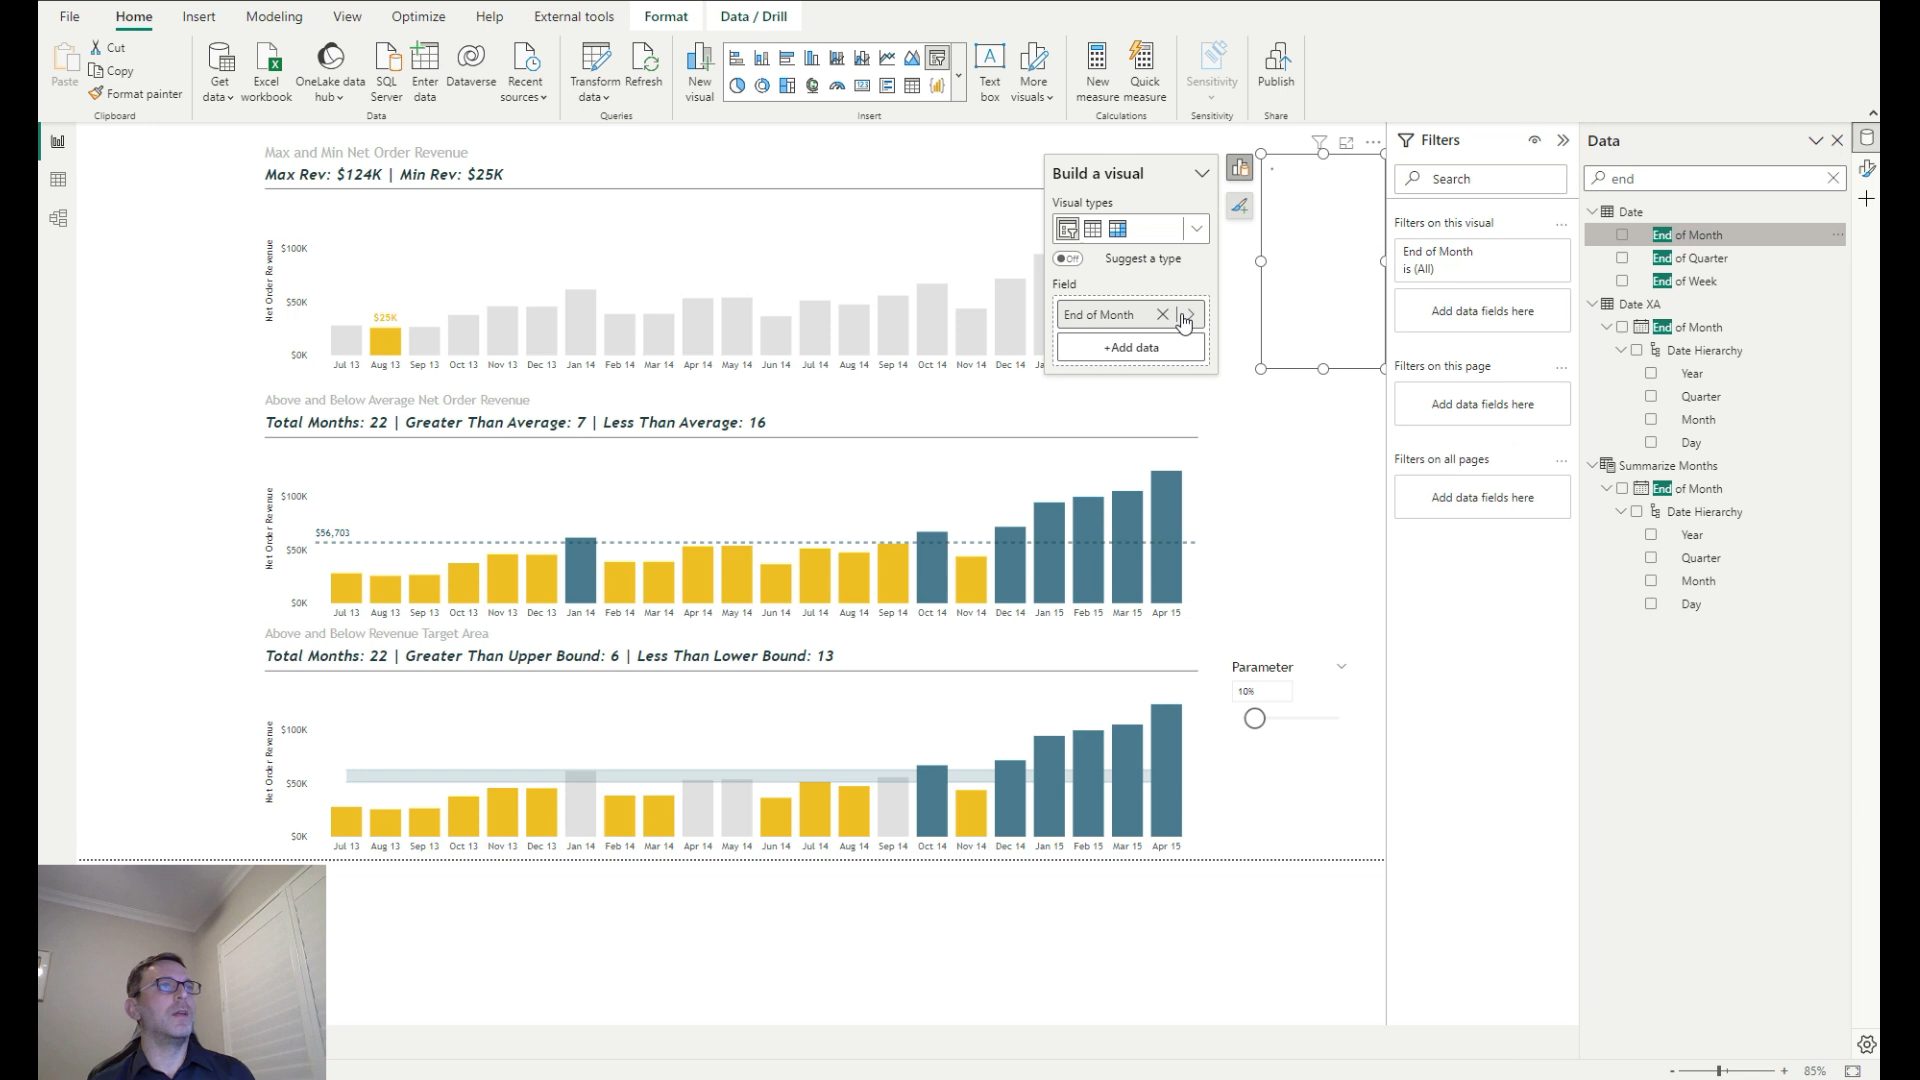 File Home Insert Modeling View Optimize Help External tools Format Data / Drill
Paste
Cut
Copy
Format painter
Clipboard
Get data
Excel workbook
OneLake data hub
SQL Server
Enter data
Dataverse
Recent sources
Data
Transform data
Refresh
Queries
New visual
Text box
More visuals
Insert
New measure
Quick measure
Calculations
Sensitivity
Sensitivity
Publish
Share
Max and Min Net Order Revenue
Max Rev: $124K | Min Rev: $25K
Net Order Revenue
$100K
$50K
$0K
$25K
Jul 13 Aug 13 Sep 13 Oct 13 Nov 13 Dec 13 Jan 14 Feb 14 Mar 14 Apr 14 May 14 Jun 14 Jul 14 Aug 14 Sep 14 Oct 14 Nov 14 Dec 14
Above and Below Average Net Order Revenue
Total Months: 22 | Greater Than Average: 7 | Less Than Average: 16
Net Order Revenue
$100K
$56,703
$50K
$0K
Jul 13 Aug 13 Sep 13 Oct 13 Nov 13 Dec 13 Jan 14 Feb 14 Mar 14 Apr 14 May 14 Jun 14 Jul 14 Aug 14 Sep 14 Oct 14 Nov 14 Dec 14 Jan 15 Feb 15 Mar 15 Apr 15
Above and Below Revenue Target Area
Total Months: 22 | Greater Than Upper Bound: 6 | Less Than Lower Bound: 13
Net Order Revenue
$100K
$50K
$0K
Jul 13 Aug 13 Sep 13 Oct 13 Nov 13 Dec 13 Jan 14 Feb 14 Mar 14 Apr 14 May 14 Jun 14 Jul 14 Aug 14 Sep 14 Oct 14 Nov 14 Dec 14 Jan 15 Feb 15 Mar 15 Apr 15
Build a visual
Visual types
Off Suggest a type
Field
End of Month
+Add data
Parameter
10%
Filters
Search
Filters on this visual ...
End of Month
is (All)
Add data fields here
Filters on this page ...
Add data fields here
Filters on all pages ...
Add data fields here
Data
end
Date
End of Month
End of Quarter
End of Week
Date XA
End of Month
Date Hierarchy
Year
Quarter
Month
Day
Summarize Months
End of Month
Date Hierarchy
Year
Quarter
Month
Day
- + 85%